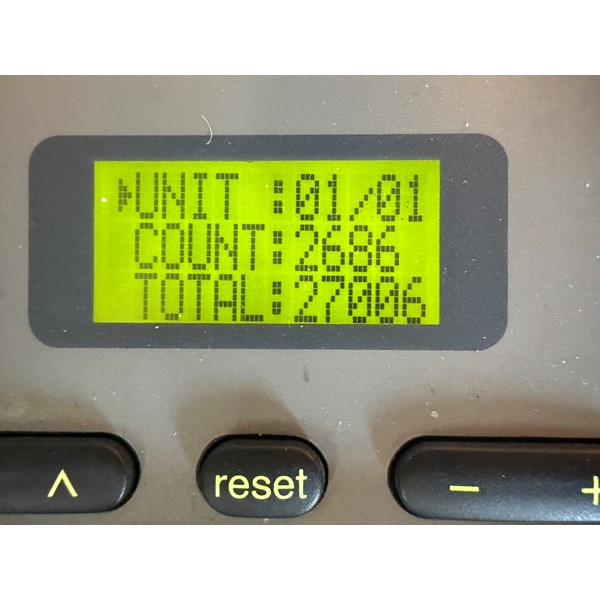 ▶UNIT :01/01
COUNT:2686
TOTAL:27006
^ reset − +